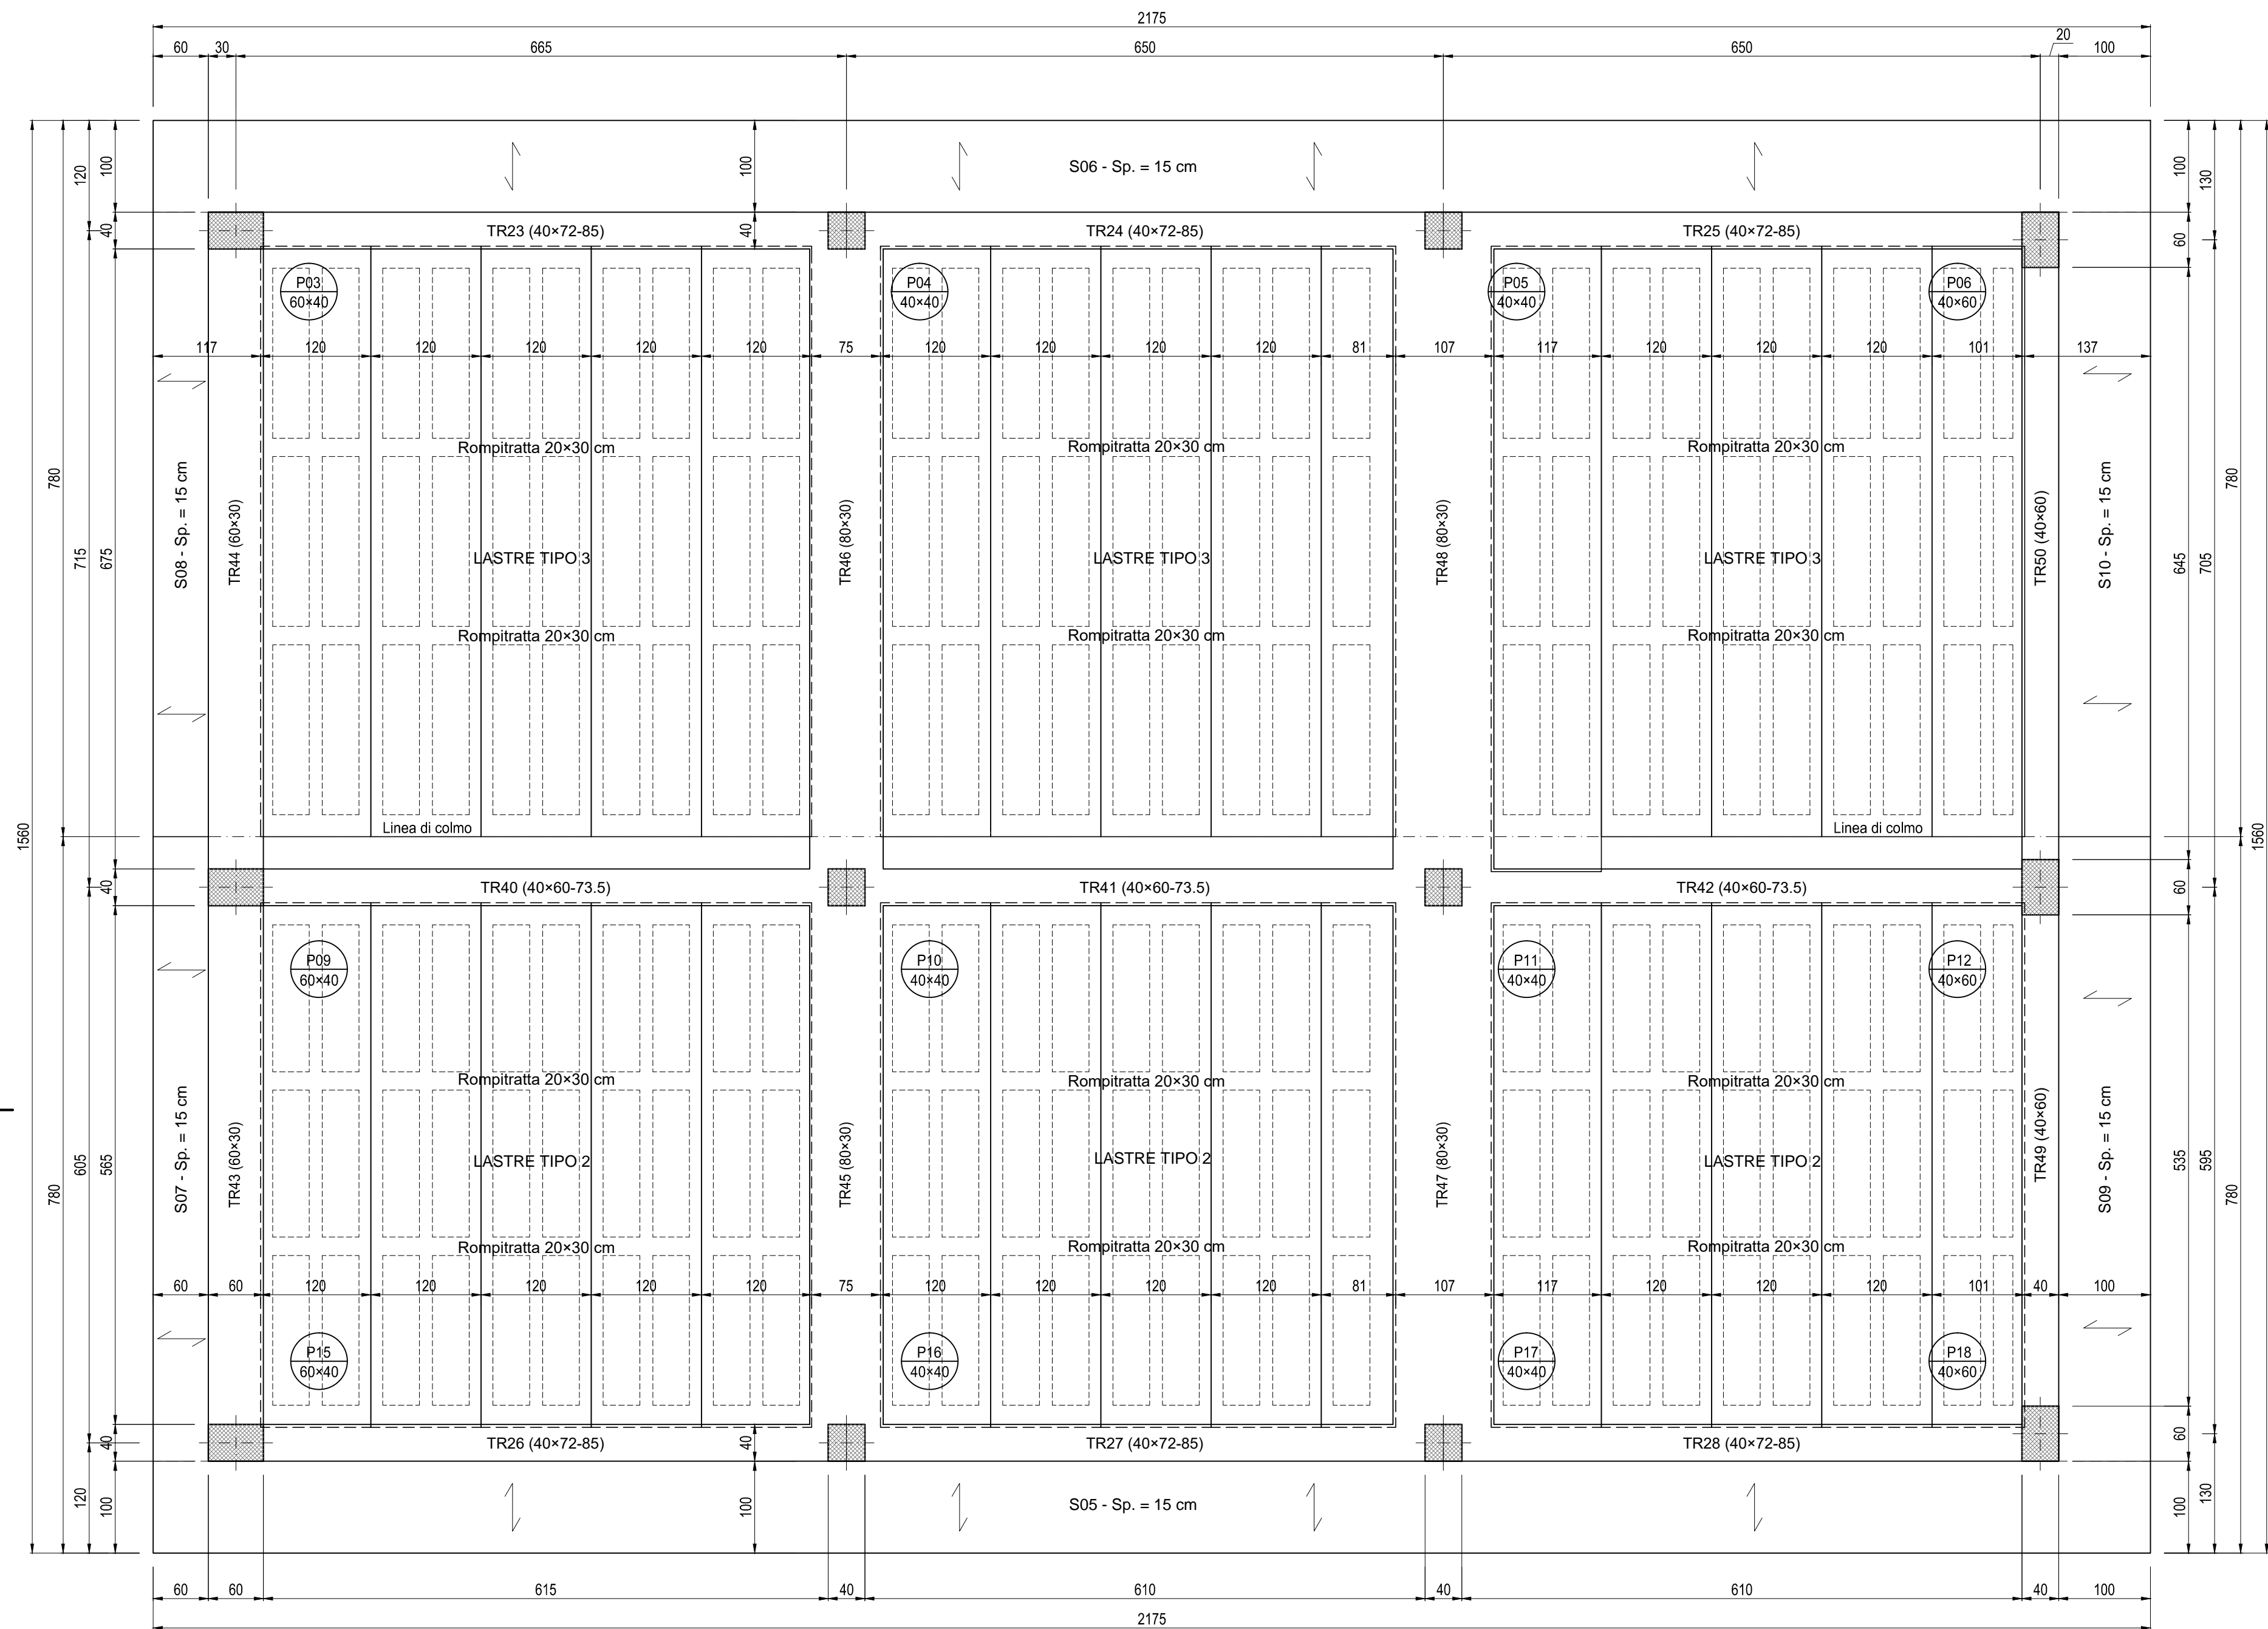 2175
60 30 665 650 650 20 100
S06 - Sp. = 15 cm
100 120 100 100 130
40 40 60
TR23 (40×72-85) TR24 (40×72-85) TR25 (40×72-85)
P03 P04 P05 P06
60×40 40×40 40×40 40×60
117 120 120 120 120 120 75 120 120 120 120 81 107 117 120 120 120 101 137
Rompitratta 20×30 cm Rompitratta 20×30 cm Rompitratta 20×30 cm
780 715 675 645 705 780
S08 - Sp. = 15 cm
TR44 (60×30)
TR46 (80×30)
TR48 (80×30)
TR50 (40×60)
S10 - Sp. = 15 cm
LASTRE TIPO 3 LASTRE TIPO 3 LASTRE TIPO 3
Rompitratta 20×30 cm Rompitratta 20×30 cm Rompitratta 20×30 cm
Linea di colmo Linea di colmo
1560 1560
40 60
TR40 (40×60-73.5) TR41 (40×60-73.5) TR42 (40×60-73.5)
P09 P10 P11 P12
60×40 40×40 40×40 40×60
Rompitratta 20×30 cm Rompitratta 20×30 cm Rompitratta 20×30 cm
780 605 565 535 595 780
S07 - Sp. = 15 cm
TR43 (60×30)
TR45 (80×30)
TR47 (80×30)
TR49 (40×60)
S09 - Sp. = 15 cm
LASTRE TIPO 2 LASTRE TIPO 2 LASTRE TIPO 2
Rompitratta 20×30 cm Rompitratta 20×30 cm Rompitratta 20×30 cm
60 60 120 120 120 120 120 75 120 120 120 120 81 107 117 120 120 120 101 40 100
P15 P16 P17 P18
60×40 40×40 40×40 40×60
40 40 60
TR26 (40×72-85) TR27 (40×72-85) TR28 (40×72-85)
120 100 100 100 130
S05 - Sp. = 15 cm
60 60 615 40 610 40 610 40 100
2175